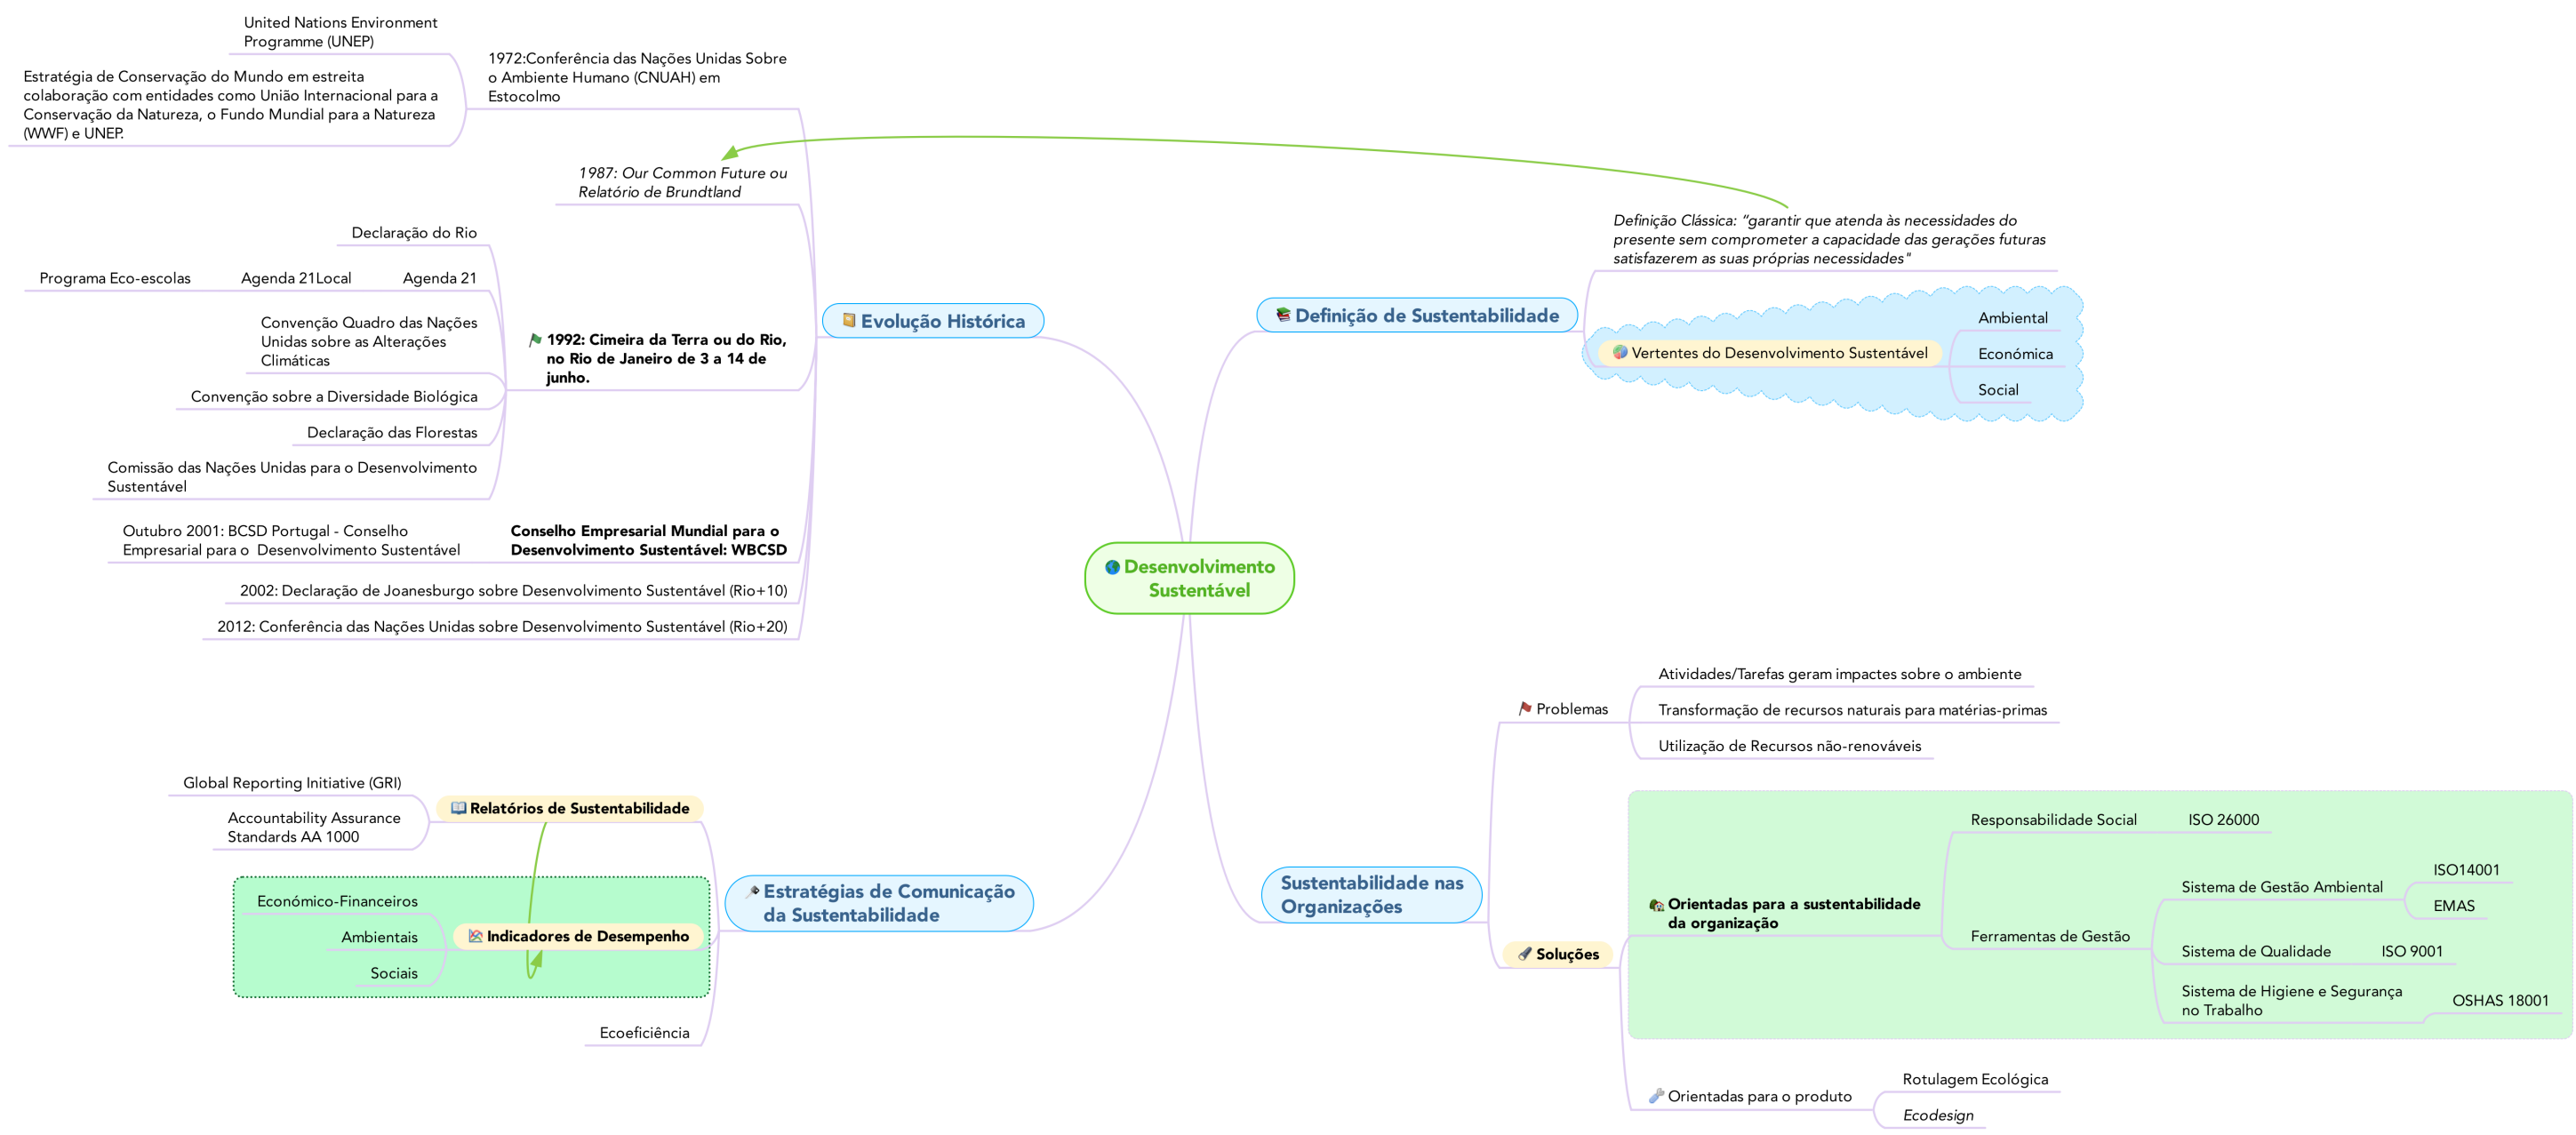 Desenvolvimento
Sustentável
Evolução Histórica
1972:Conferência das Nações Unidas Sobre
o Ambiente Humano (CNUAH) em
Estocolmo
United Nations Environment
Programme (UNEP)
Estratégia de Conservação do Mundo em estreita
colaboração com entidades como União Internacional para a
Conservação da Natureza, o Fundo Mundial para a Natureza
(WWF) e UNEP.
1987: Our Common Future ou
Relatório de Brundtland
1992: Cimeira da Terra ou do Rio,
no Rio de Janeiro de 3 a 14 de
junho.
Declaração do Rio
Agenda 21
Agenda 21Local
Programa Eco-escolas
Convenção Quadro das Nações
Unidas sobre as Alterações
Climáticas
Convenção sobre a Diversidade Biológica
Declaração das Florestas
Comissão das Nações Unidas para o Desenvolvimento
Sustentável
Conselho Empresarial Mundial para o
Desenvolvimento Sustentável: WBCSD
Outubro 2001: BCSD Portugal - Conselho
Empresarial para o  Desenvolvimento Sustentável
2002: Declaração de Joanesburgo sobre Desenvolvimento Sustentável (Rio+10)
2012: Conferência das Nações Unidas sobre Desenvolvimento Sustentável (Rio+20)
Definição de Sustentabilidade
Definição Clássica: “garantir que atenda às necessidades do
presente sem comprometer a capacidade das gerações futuras
satisfazerem as suas próprias necessidades"
Vertentes do Desenvolvimento Sustentável
Ambiental
Económica
Social
Estratégias de Comunicação
da Sustentabilidade
Relatórios de Sustentabilidade
Global Reporting Initiative (GRI)
Accountability Assurance
Standards AA 1000
Indicadores de Desempenho
Económico-Financeiros
Ambientais
Sociais
Ecoeficiência
Sustentabilidade nas
Organizações
Problemas
Atividades/Tarefas geram impactes sobre o ambiente
Transformação de recursos naturais para matérias-primas
Utilização de Recursos não-renováveis
Soluções
Orientadas para a sustentabilidade
da organização
Responsabilidade Social
ISO 26000
Ferramentas de Gestão
Sistema de Gestão Ambiental
ISO14001
EMAS
Sistema de Qualidade
ISO 9001
Sistema de Higiene e Segurança
no Trabalho
OSHAS 18001
Orientadas para o produto
Rotulagem Ecológica
Ecodesign